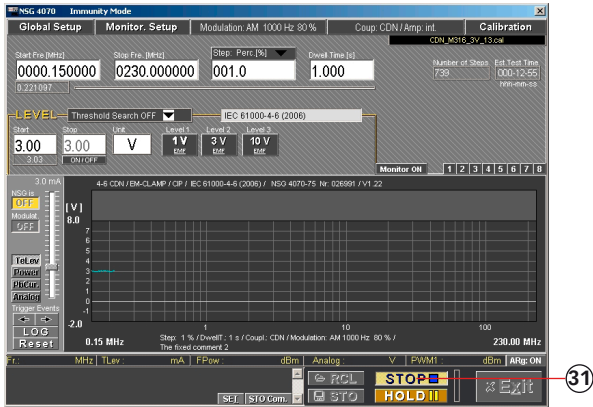 NSG 4070 Immunity Mode
Global Setup Monitor. Setup Modulation: AM 1000 Hz 80 % Coup: CDN / Amp: int. Calibration
CDN_M316_3V_13.cal
Start Fre [MHz] Stop Fre. [MHz] Step: Perc.[%] Dwell Time [s] Number of Steps Est Test Time
0000.150000 0230.000000 001.0 1.000 739 000-12-55
0.221097 hhh-mm-ss
LEVEL Threshold Search OFF IEC 61000-4-6 (2006)
Start Stop Unit Level 1 Level 2 Level 3
3.00 3.00 V 1 V EMF 3 V EMF 10 V EMF
3.03 ON / OFF
Monitor ON 1 2 3 4 5 6 7 8
3.0 mA 4-6 CDN / EM-CLAMP / CIP / IEC 61000-4-6 (2006) / NSG 4070-75 Nr: 026991 / V1.22
NSG is
OFF
Modulat.
OFF
[V]
8.0
7
6
5
4
3
2
1
0
-1
-2.0
TeLev
Power
PhCur.
Analog
Trigger Events
LOG
Reset
1 10 100
0.15 MHz Step: 1 % / DwellT.: 1 s / Coupl.: CDN / Modulation: AM 1000 Hz 80 % / 230.00 MHz
The fixed comment 2
Fr.: MHz TLev : mA FPow : dBm Analog : V PWM1 : dBm ARg: ON
RCL STOP Exit 31
SET STO Com. STO HOLD